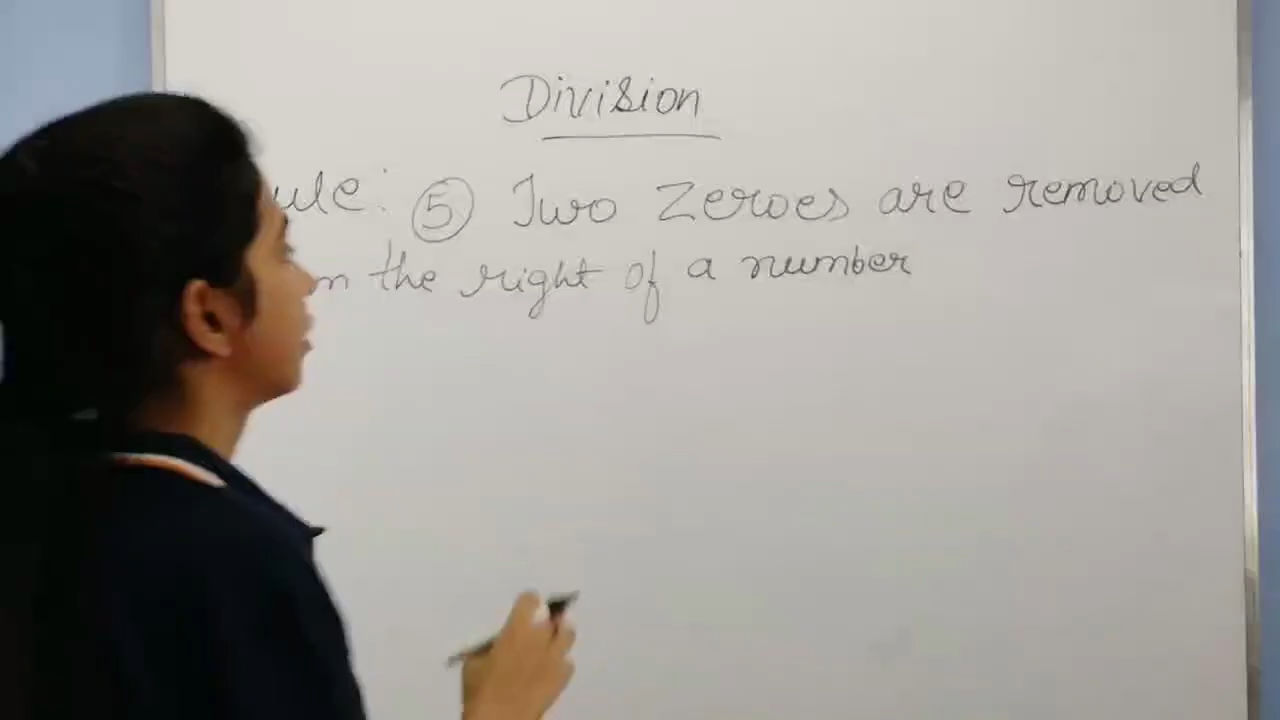 Division
ule: ⑤ Two Zeroes are removed
m the right of a number